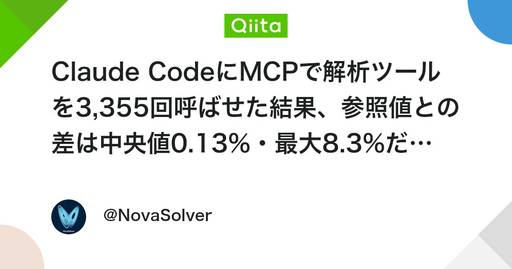 Qiita
Claude CodeにMCPで解析ツール
を3,355回呼ばせた結果、参照値との
差は中央値0.13%・最大8.3%だ…
@NovaSolver